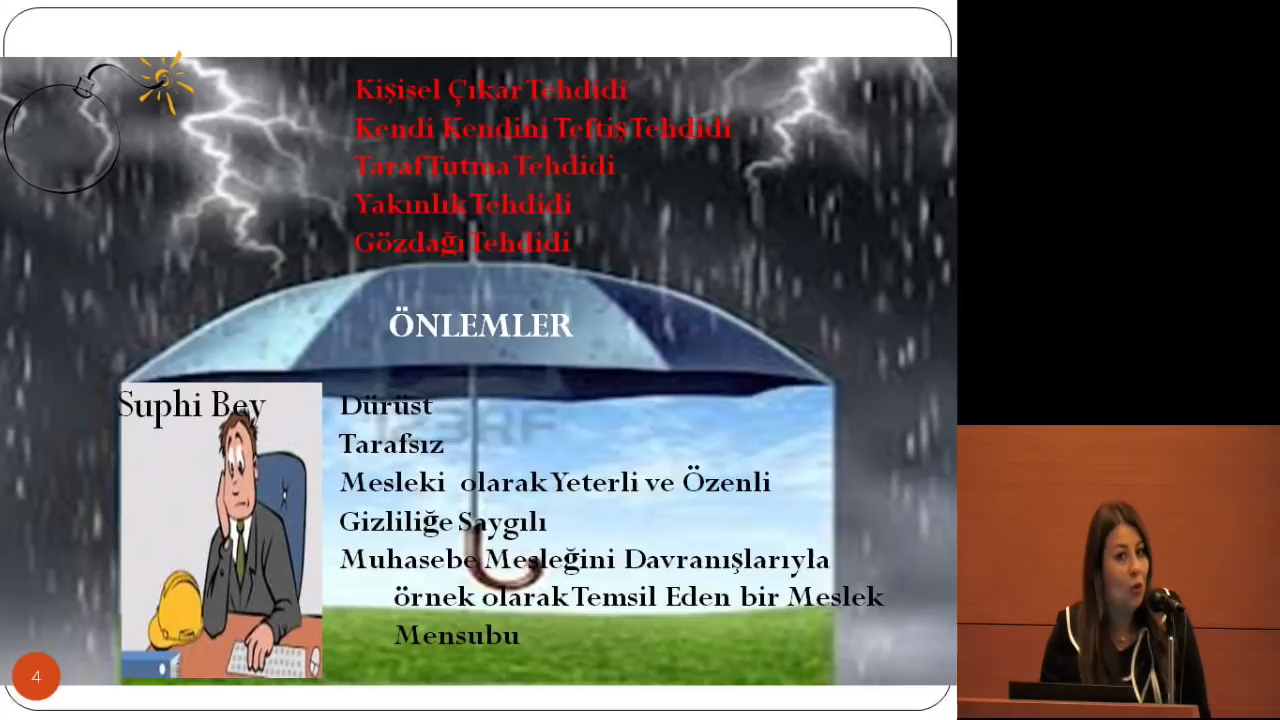 Kişisel Çıkar Tehdidi
Kendi Kendini Teftiş Tehdidi
Taraf Tutma Tehdidi
Yakınlık Tehdidi
Gözdağı Tehdidi
ÖNLEMLER
Suphi Bey
Dürüst
Tarafsız
Mesleki olarak Yeterli ve Özenli
Gizliliğe Saygılı
Muhasebe Mesleğini Davranışlarıyla
örnek olarak Temsil Eden bir Meslek
Mensubu
4